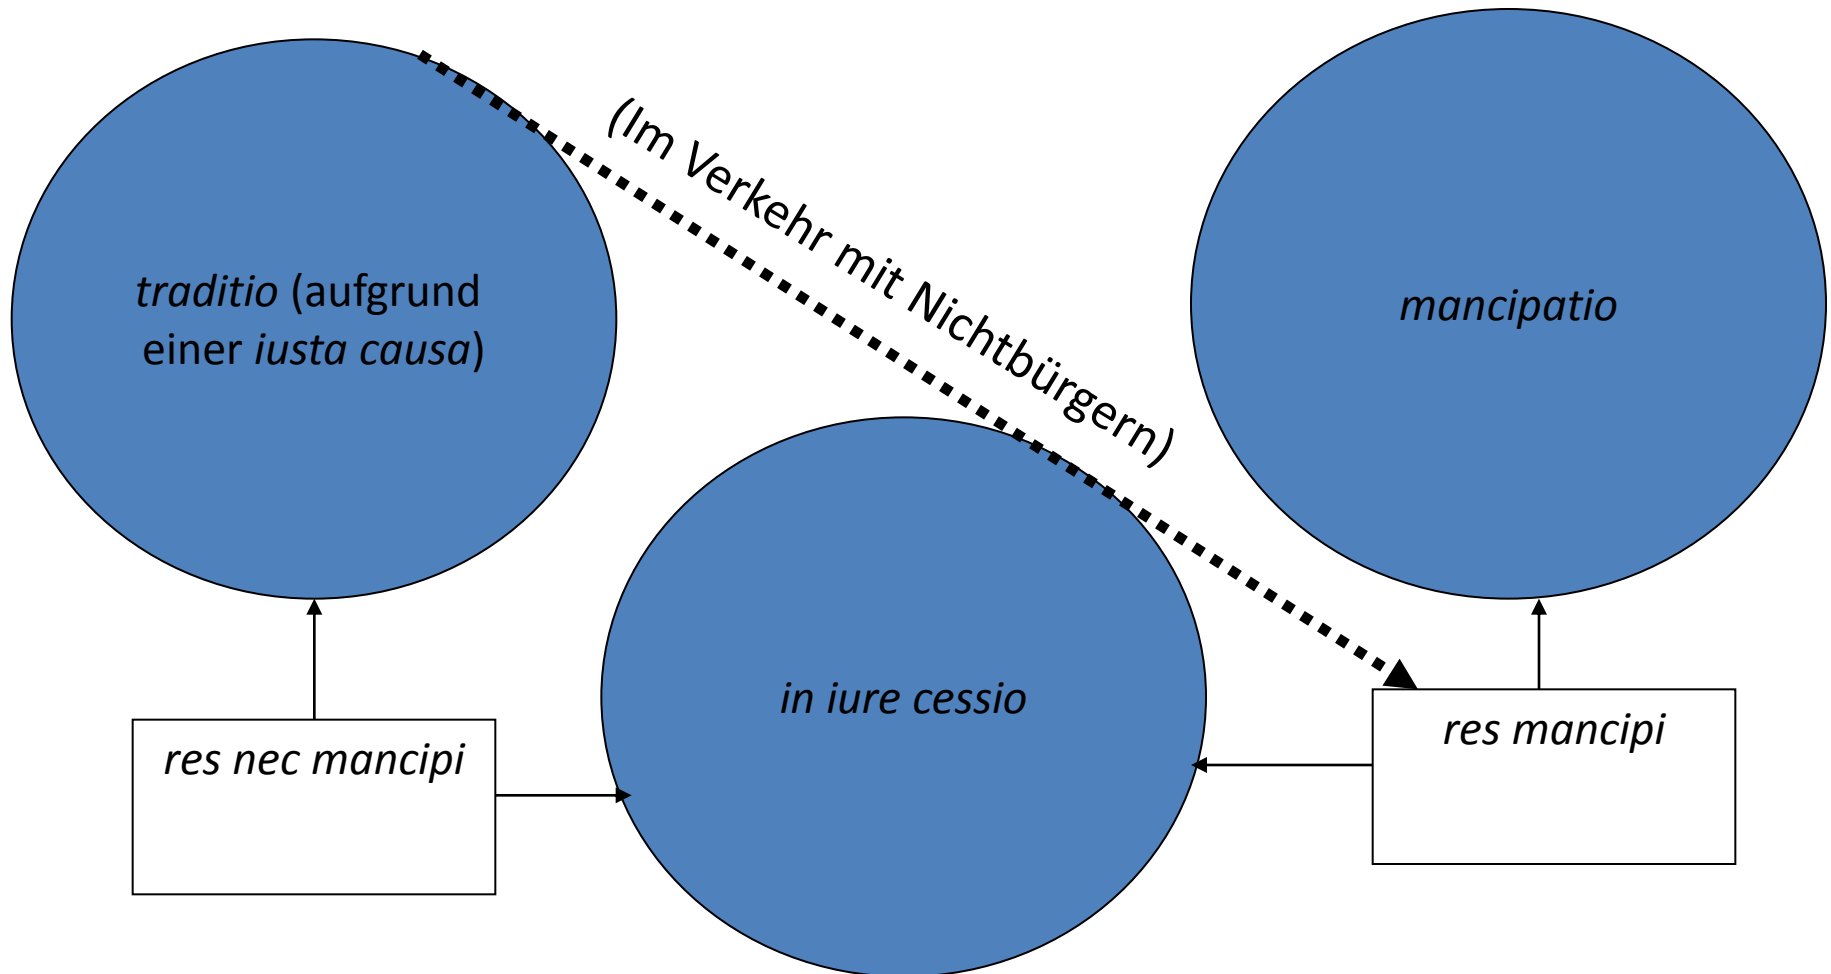 traditio (aufgrund
einer iusta causa)
(Im Verkehr mit Nichtbürgern)
mancipatio
in iure cessio
res nec mancipi
res mancipi